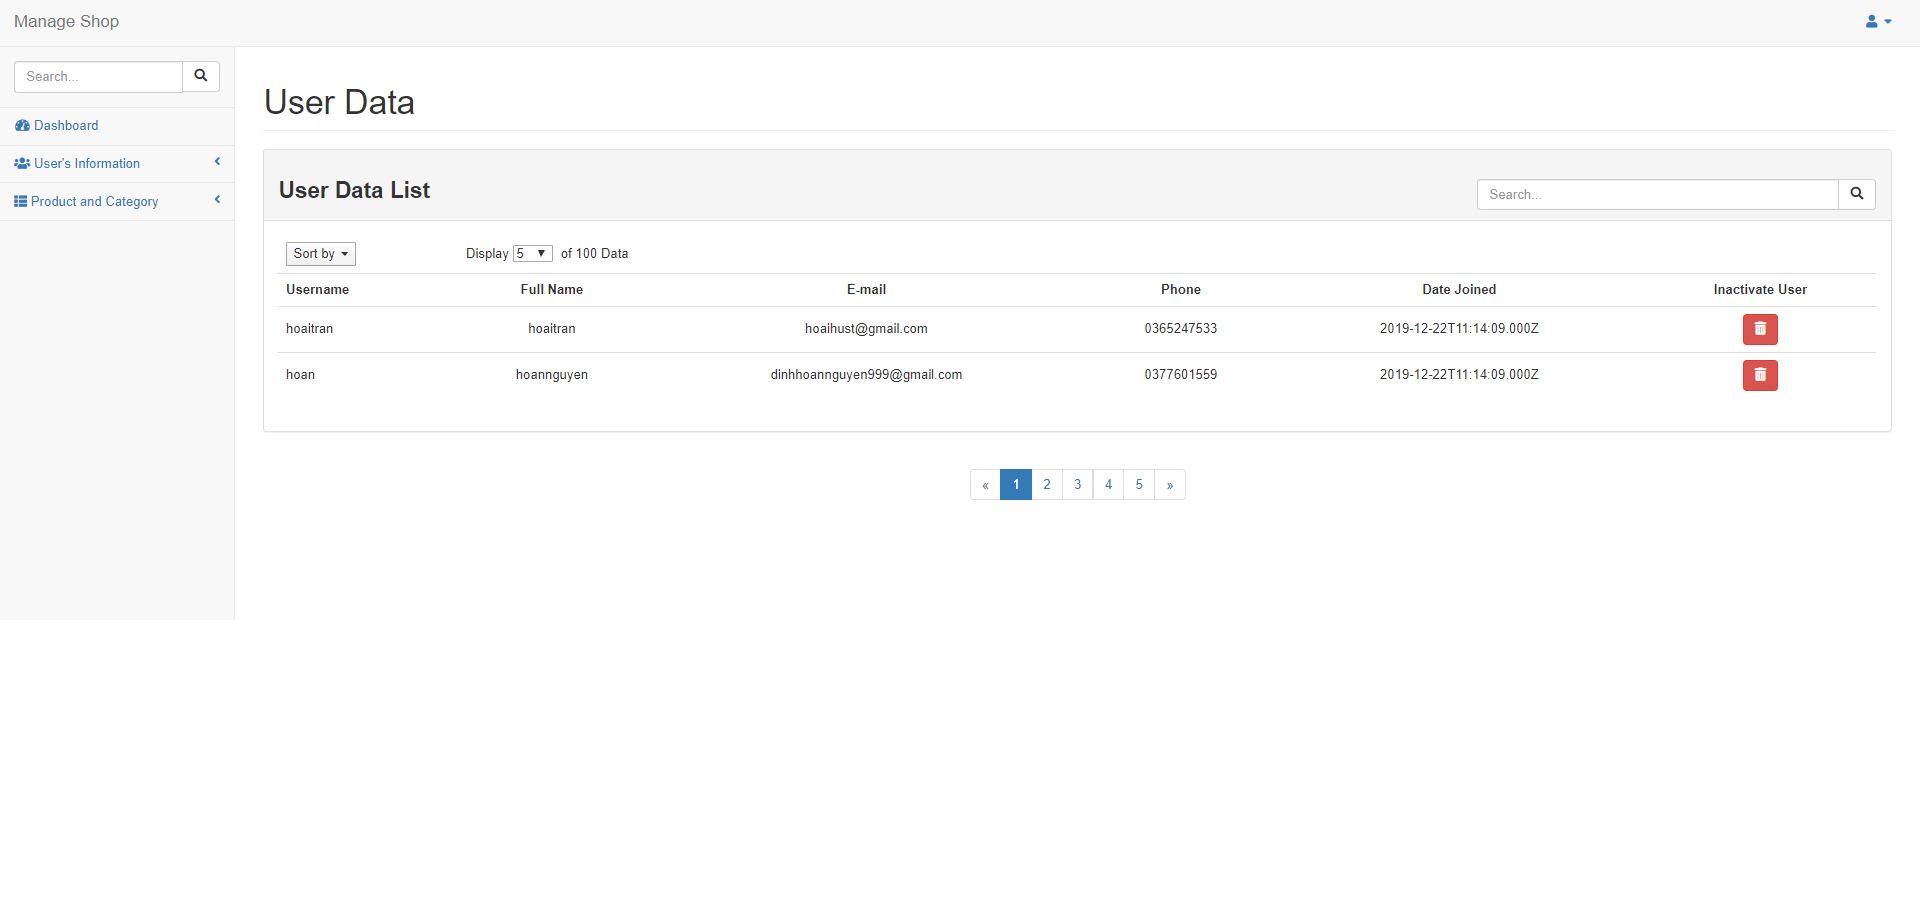 Manage Shop
Search...
Dashboard
User's Information
Product and Category
User Data
User Data List
Search...
Sort by
Display 5 of 100 Data
Username Full Name E-mail Phone Date Joined Inactivate User
hoaitran hoaitran hoaihust@gmail.com 0365247533 2019-12-22T11:14:09.000Z
hoan hoannguyen dinhhoannguyen999@gmail.com 0377601559 2019-12-22T11:14:09.000Z
« 1 2 3 4 5 »